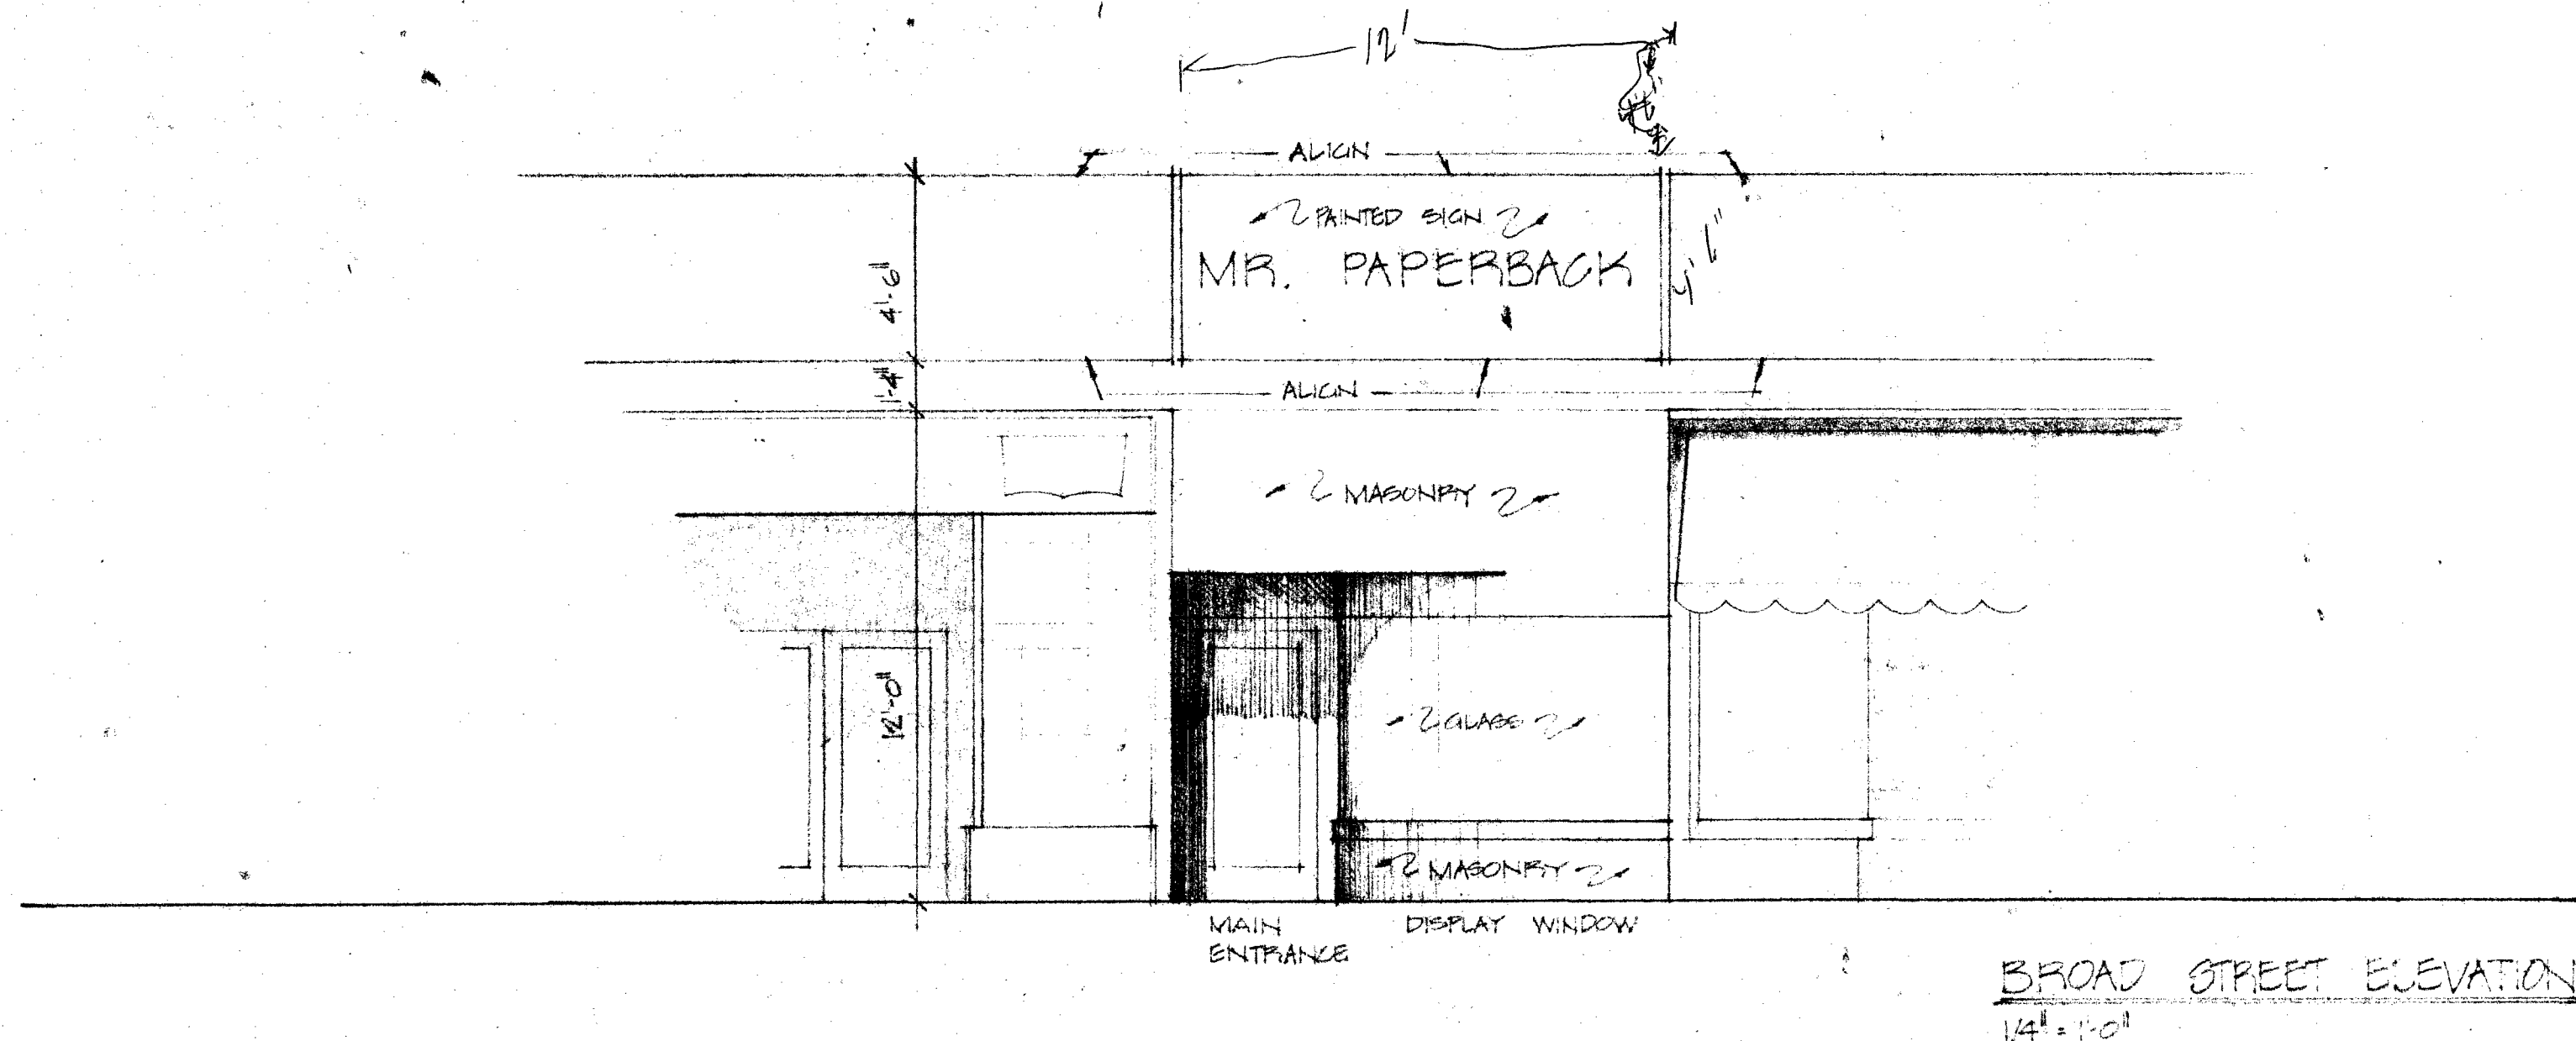 12'
ALIGN
PAINTED SIGN
MR. PAPERBACK
4'-6"
4' 6"
1'-4"
ALIGN
MASONRY
12'-0"
GLASS
MASONRY
MAIN
ENTRANCE
DISPLAY WINDOW
BROAD STREET ELEVATION
1/4" = 1'-0"